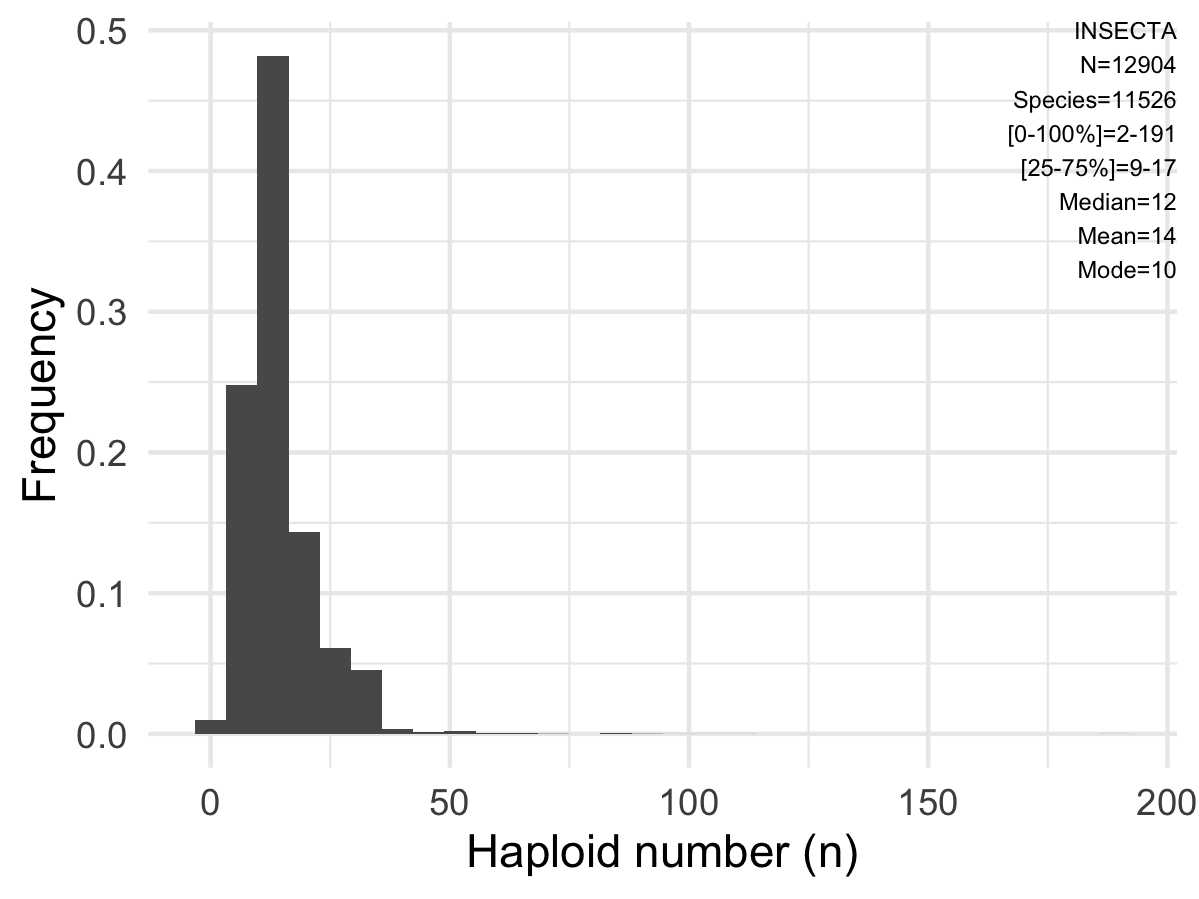 INSECTA
N=12904
Species=11526
[0-100%]=2-191
[25-75%]=9-17
Median=12
Mean=14
Mode=10
0.5
0.4
0.3
0.2
0.1
0.0
Frequency
0 50 100 150 200
Haploid number (n)